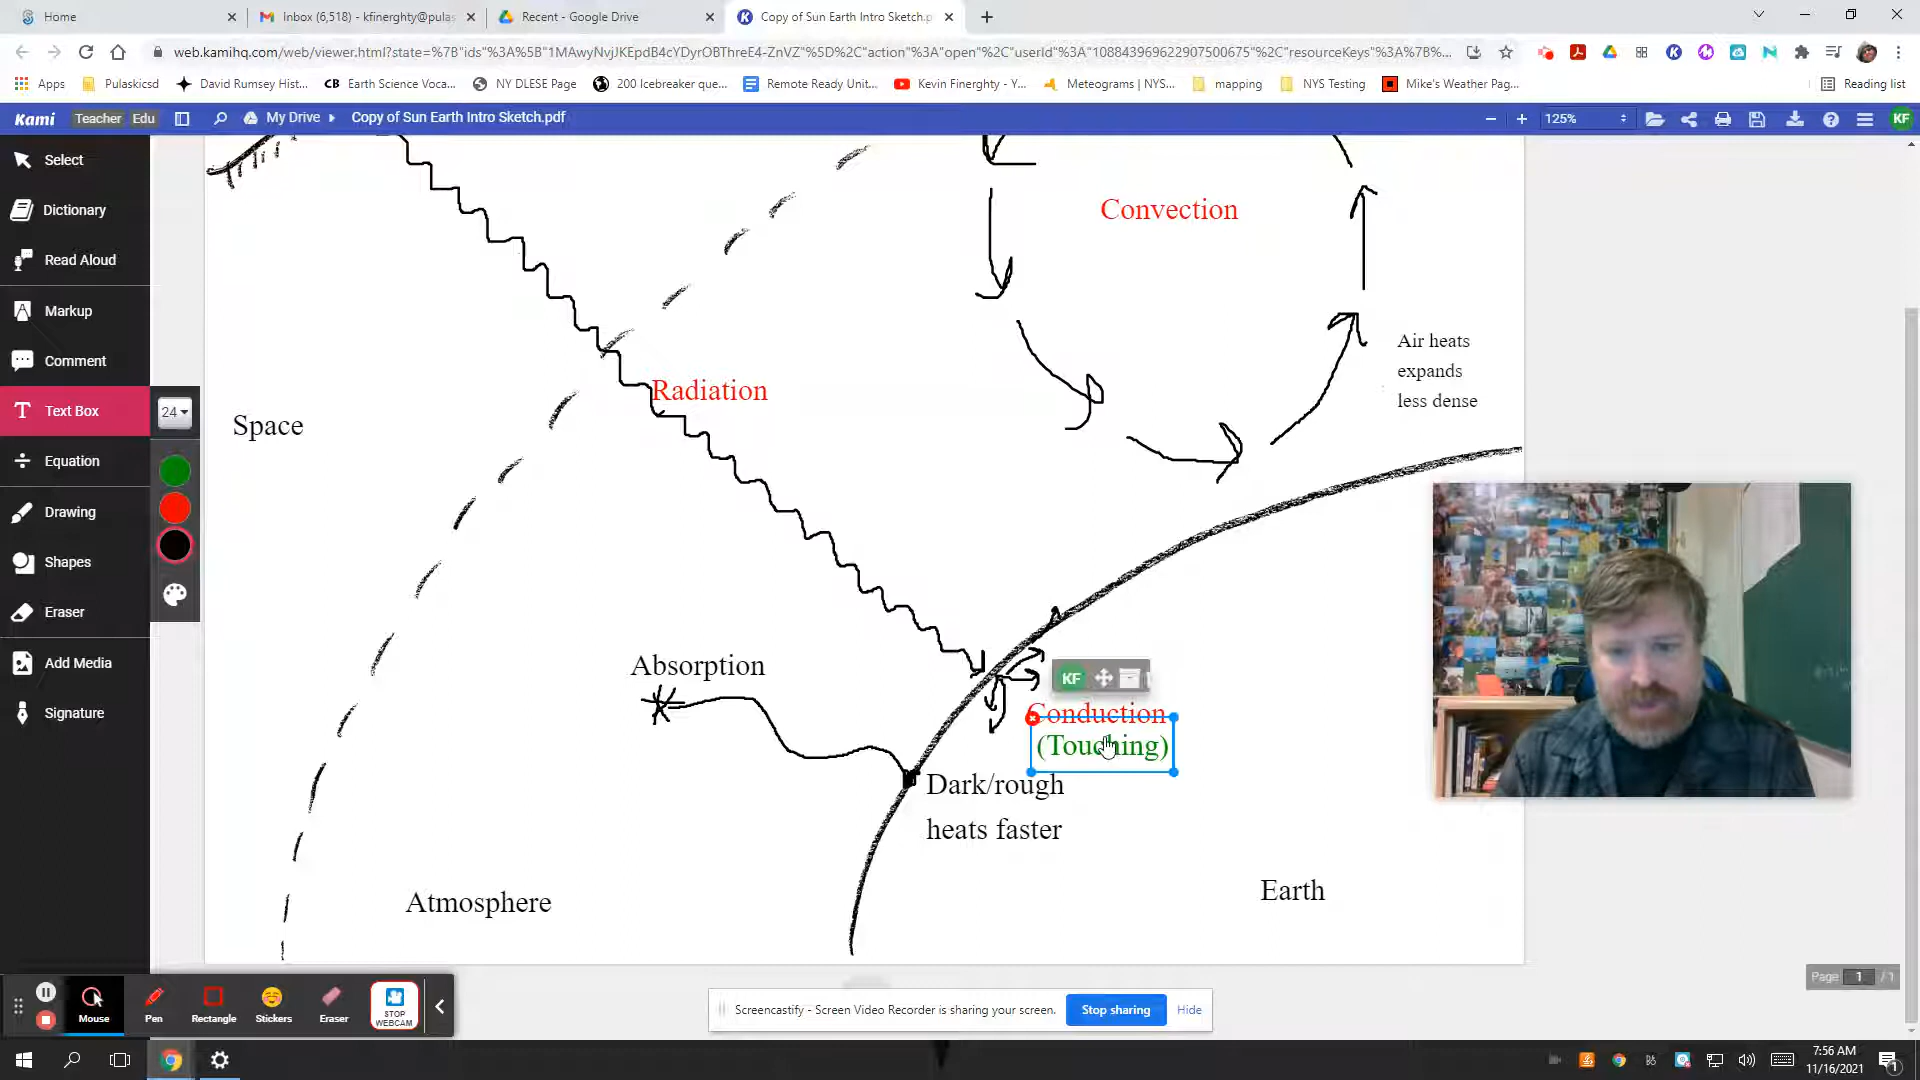 Home
Inbox (6,518) - kfinerghty@pulas
Recent - Google Drive
Copy of Sun Earth Intro Sketch.p
web.kamihq.com/web/viewer.html?state=%7B"ids"%3A%5B"1MAwyNvjJKEpdB4cYDyrOBThreE4-ZnVZ"%5D%2C"action"%3A"open"%2C"userId"%3A"108843969622907500675"%2C"resourceKeys"%3A%7B%...
Apps
Pulaskicsd
David Rumsey Hist...
CB Earth Science Voca...
NY DLESE Page
200 Icebreaker que...
Remote Ready Unit...
Kevin Finerghty - Y...
Meteograms | NYS...
mapping
NYS Testing
Mike's Weather Pag...
Reading list
Kami
Teacher
Edu
My Drive
Copy of Sun Earth Intro Sketch.pdf
125%
KF
Select
Dictionary
Read Aloud
Markup
Comment
Text Box
24
Equation
Drawing
Shapes
Eraser
Add Media
Signature
Convection
Air heats
expands
less dense
Radiation
Space
Absorption
KF
Conduction
(Touching)
Dark/rough
heats faster
Atmosphere
Earth
Page 1 / 1
Mouse
Pen
Rectangle
Stickers
Eraser
STOP
WEBCAM
Screencastify - Screen Video Recorder is sharing your screen.
Stop sharing
Hide
7:56 AM
11/16/2021
1